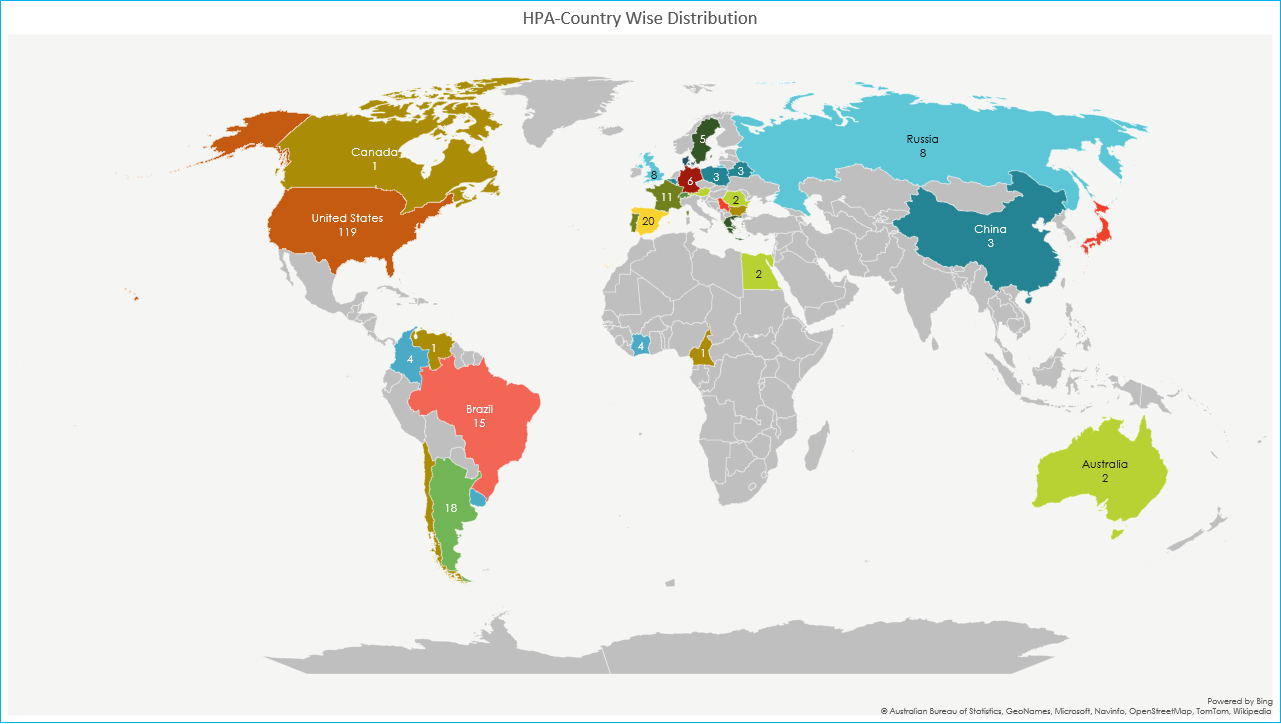 HPA-Country Wise Distribution
Canada
1
Russia
8
5
8
6
3
3
11
2
20
United States
119
China
3
2
4
1
1
4
Brazil
15
Australia
2
18
Powered by Bing
© Australian Bureau of Statistics, GeoNames, Microsoft, Navinfo, OpenStreetMap, TomTom, Wikipedia